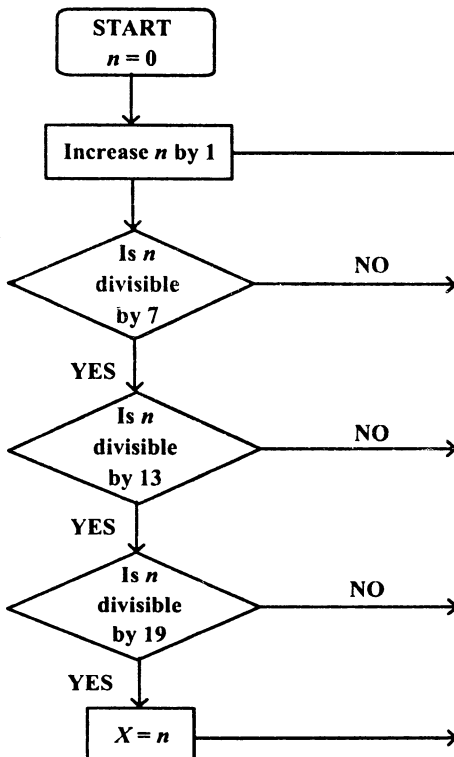 START
n = 0
Increase n by 1
Is n
divisible
by 7
NO
YES
Is n
divisible
by 13
NO
YES
Is n
divisible
by 19
NO
YES
X = n